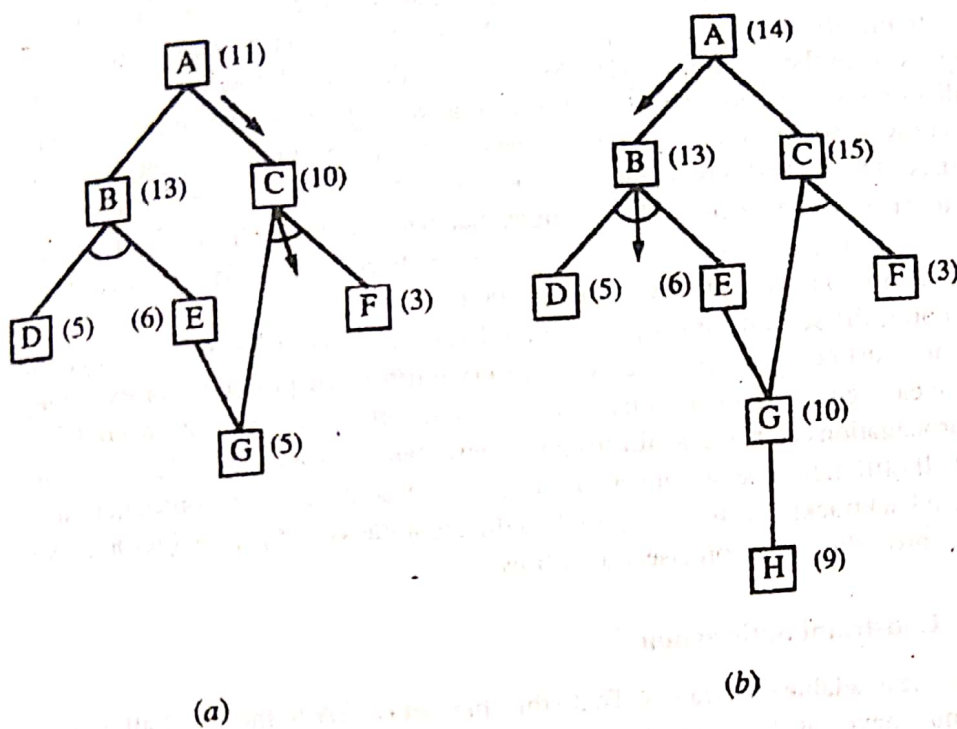 A (11)
B (13) C (10)
D (5) (6) E F (3)
G (5)
(a)
A (14)
B (13) C (15)
D (5) (6) E F (3)
G (10)
H (9)
(b)